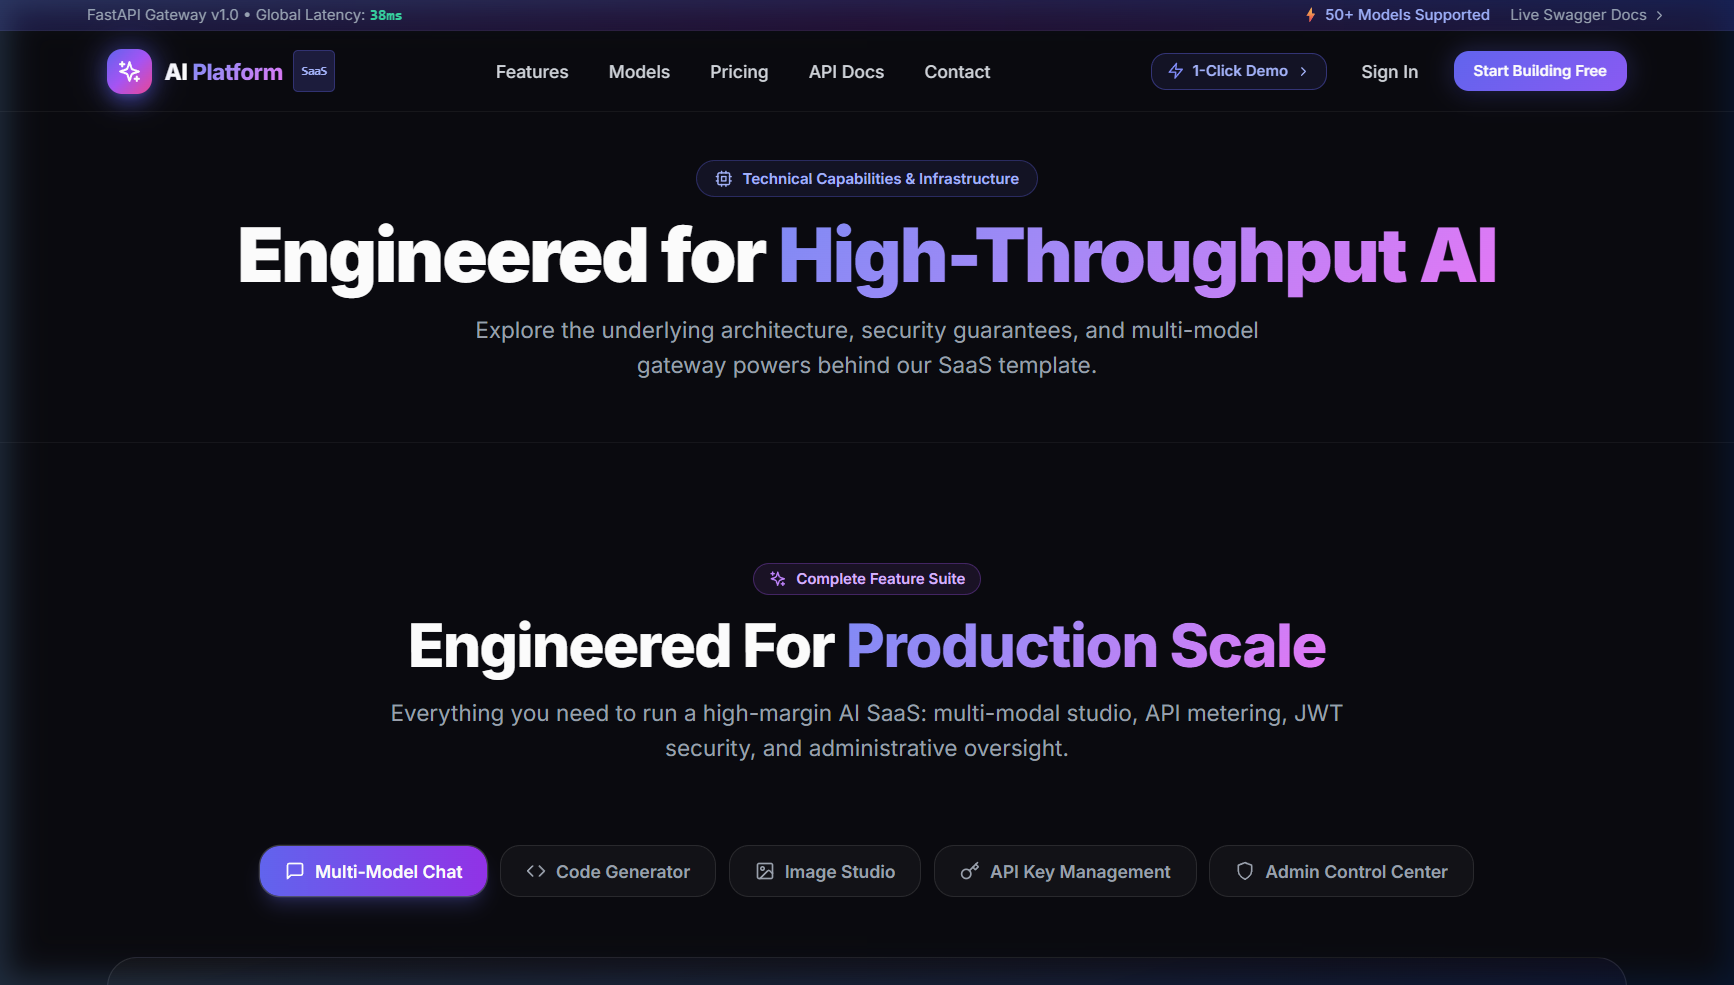 FastAPI Gateway v1.0 • Global Latency: 38ms
50+ Models Supported
Live Swagger Docs
AI Platform
SaaS
Features
Models
Pricing
API Docs
Contact
1-Click Demo
Sign In
Start Building Free
Technical Capabilities & Infrastructure
Engineered for High-Throughput AI
Explore the underlying architecture, security guarantees, and multi-model
gateway powers behind our SaaS template.
Complete Feature Suite
Engineered For Production Scale
Everything you need to run a high-margin AI SaaS: multi-modal studio, API metering, JWT
security, and administrative oversight.
Multi-Model Chat
Code Generator
Image Studio
API Key Management
Admin Control Center